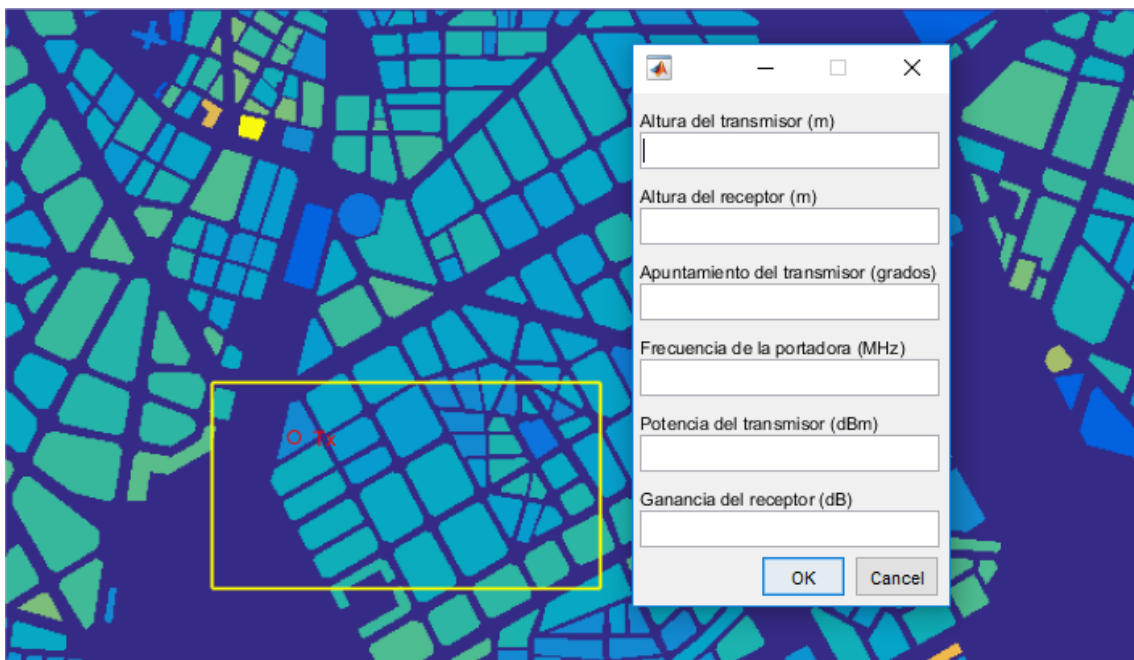 Altura del transmisor (m)
Altura del receptor (m)
Apuntamiento del transmisor (grados)
Frecuencia de la portadora (MHz)
Tx
Potencia del transmisor (dBm)
Ganancia del receptor (dB)
OK
Cancel